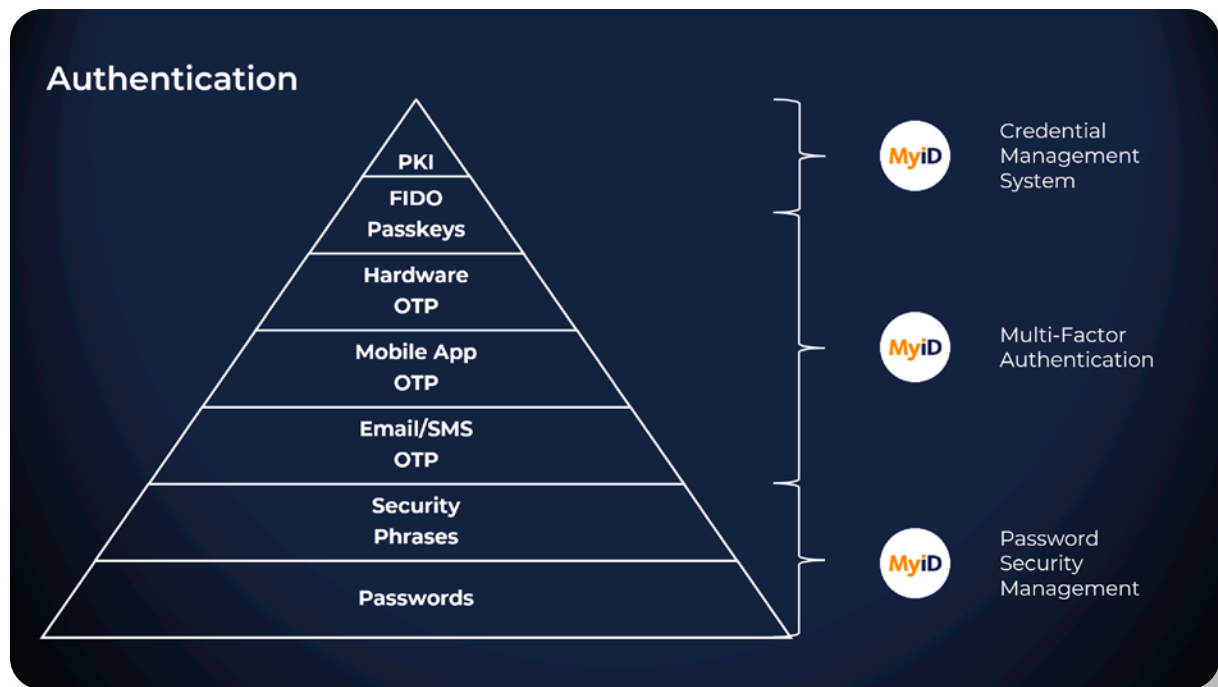 Authentication
PKI
FIDO
Passkeys
Hardware
OTP
Mobile App
OTP
Email/SMS
OTP
Security
Phrases
Passwords
MyiD
Credential
Management
System
MyiD
Multi-Factor
Authentication
MyiD
Password
Security
Management